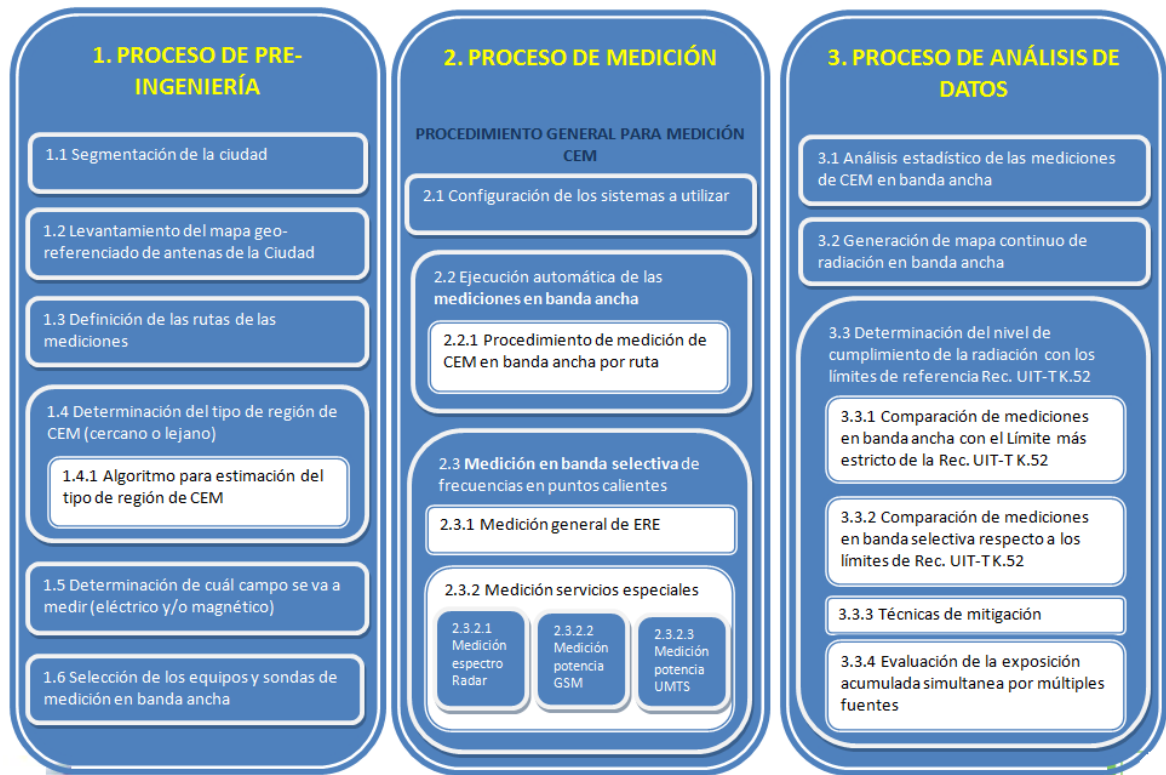 1. PROCESO DE PRE-
INGENIERÍA
1.1 Segmentación de la ciudad
1.2 Levantamiento del mapa geo-
referenciado de antenas de la Ciudad
1.3 Definición de las rutas de las
mediciones
1.4 Determinación del tipo de región de
CEM (cercano o lejano)
1.4.1 Algoritmo para estimación del
tipo de región de CEM
1.5 Determinación de cuál campo se va a
medir (eléctrico y/o magnético)
1.6 Selección de los equipos y sondas de
medición en banda ancha
2. PROCESO DE MEDICIÓN
PROCEDIMIENTO GENERAL PARA MEDICIÓN
CEM
2.1 Configuración de los sistemas a utilizar
2.2 Ejecución automática de las
mediciones en banda ancha
2.2.1 Procedimiento de medición de
CEM en banda ancha por ruta
2.3 Medición en banda selectiva de
frecuencias en puntos calientes
2.3.1 Medición general de ERE
2.3.2 Medición servicios especiales
2.3.2.1
Medición
espectro
Radar
2.3.2.2
Medición
potencia
GSM
2.3.2.3
Medición
potencia
UMTS
3. PROCESO DE ANÁLISIS DE
DATOS
3.1 Análisis estadístico de las mediciones
de CEM en banda ancha
3.2 Generación de mapa continuo de
radiación en banda ancha
3.3 Determinación del nivel de
cumplimiento de la radiación con los
límites de referencia Rec. UIT-T K.52
3.3.1 Comparación de mediciones
en banda ancha con el Límite más
estricto de la Rec. UIT-T K.52
3.3.2 Comparación de mediciones
en banda selectiva respecto a los
límites de Rec. UIT-T K.52
3.3.3 Técnicas de mitigación
3.3.4 Evaluación de la exposición
acumulada simultanea por múltiples
fuentes